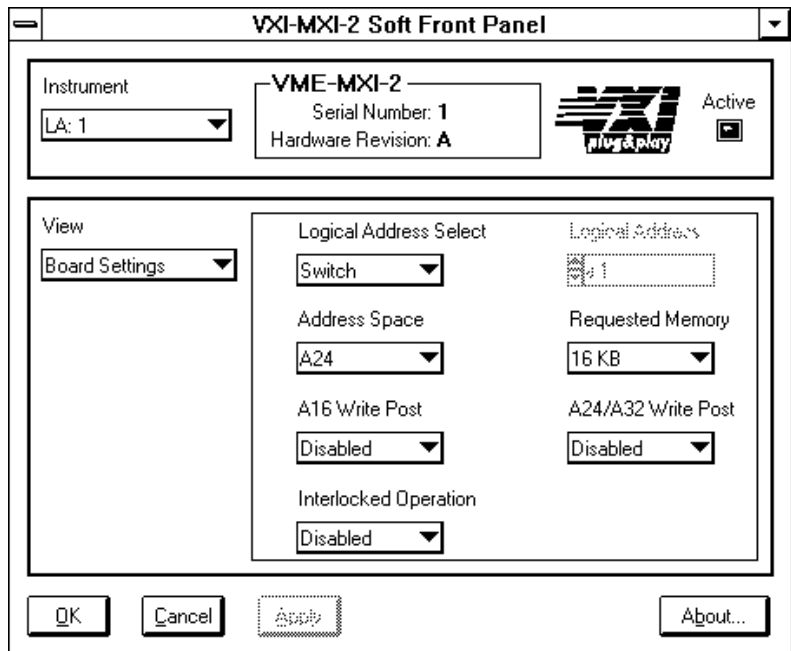 VXI-MXI-2 Soft Front Panel
Instrument
LA: 1
VME-MXI-2
Serial Number: 1
Hardware Revision: A
VXI
plug&play
Active
View
Board Settings
Logical Address Select
Logical Address
Switch
1
Address Space
Requested Memory
A24
16 KB
A16 Write Post
A24/A32 Write Post
Disabled
Disabled
Interlocked Operation
Disabled
OK
Cancel
Apply
About...